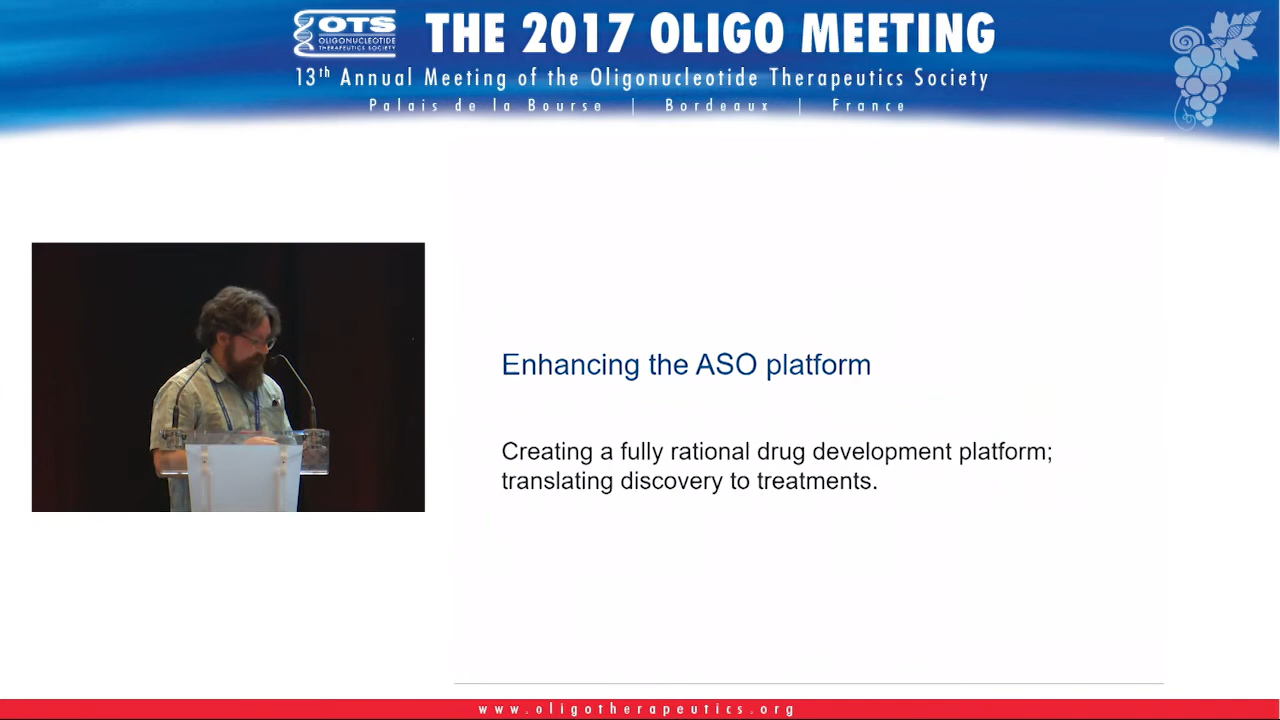 OTS
OLIGONUCLEOTIDE
THERAPEUTICS SOCIETY
THE 2017 OLIGO MEETING
13th Annual Meeting of the Oligonucleotide Therapeutics Society
Palais de la Bourse | Bordeaux | France
Enhancing the ASO platform
Creating a fully rational drug development platform;
translating discovery to treatments.
www.oligotherapeutics.org